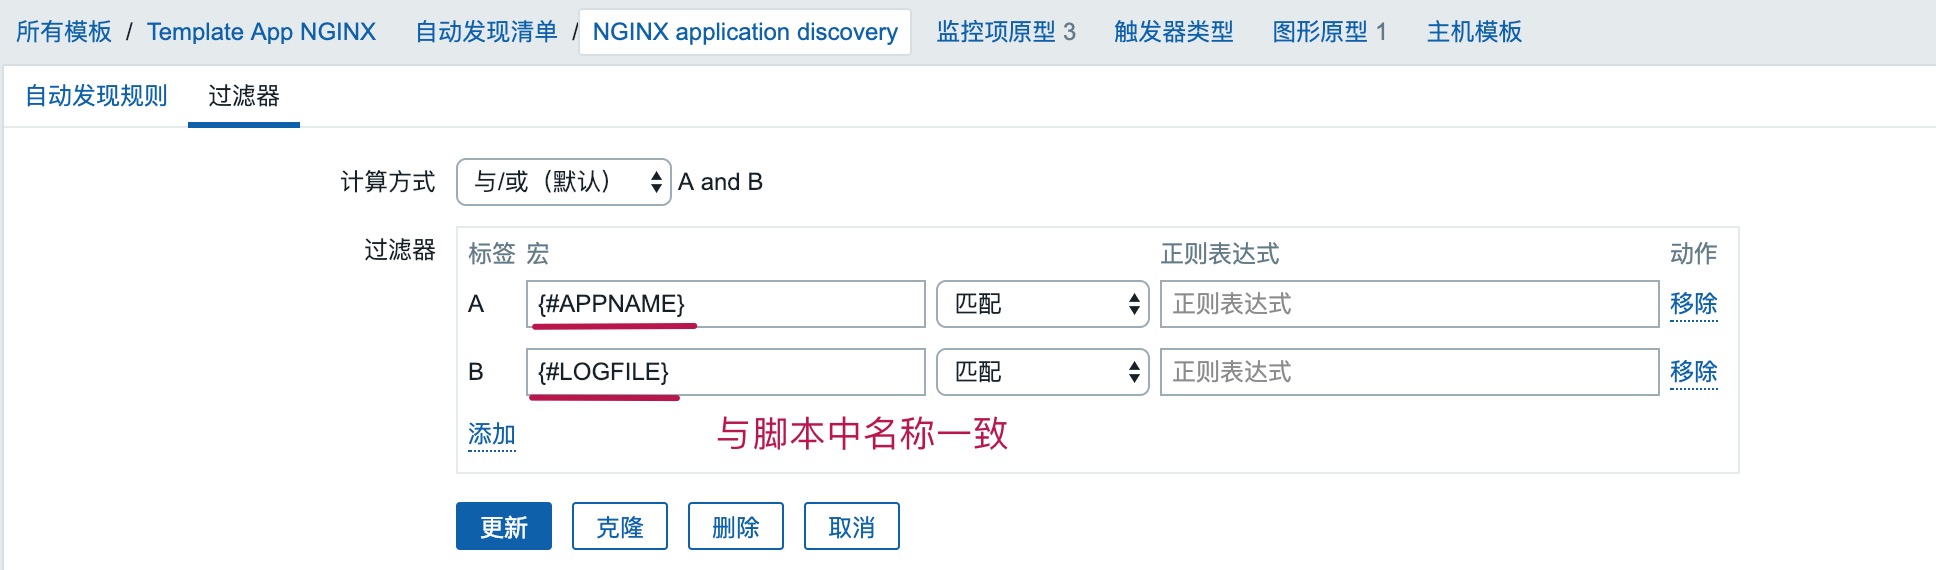 所有模板 / Template App NGINX 自动发现清单 / NGINX application discovery 监控项原型 3 触发器类型 图形原型 1 主机模板
自动发现规则 过滤器
计算方式 与/或（默认） A and B
过滤器 标签 宏 正则表达式 动作
A {#APPNAME} 匹配 正则表达式 移除
B {#LOGFILE} 匹配 正则表达式 移除
添加 与脚本中名称一致
更新 克隆 删除 取消